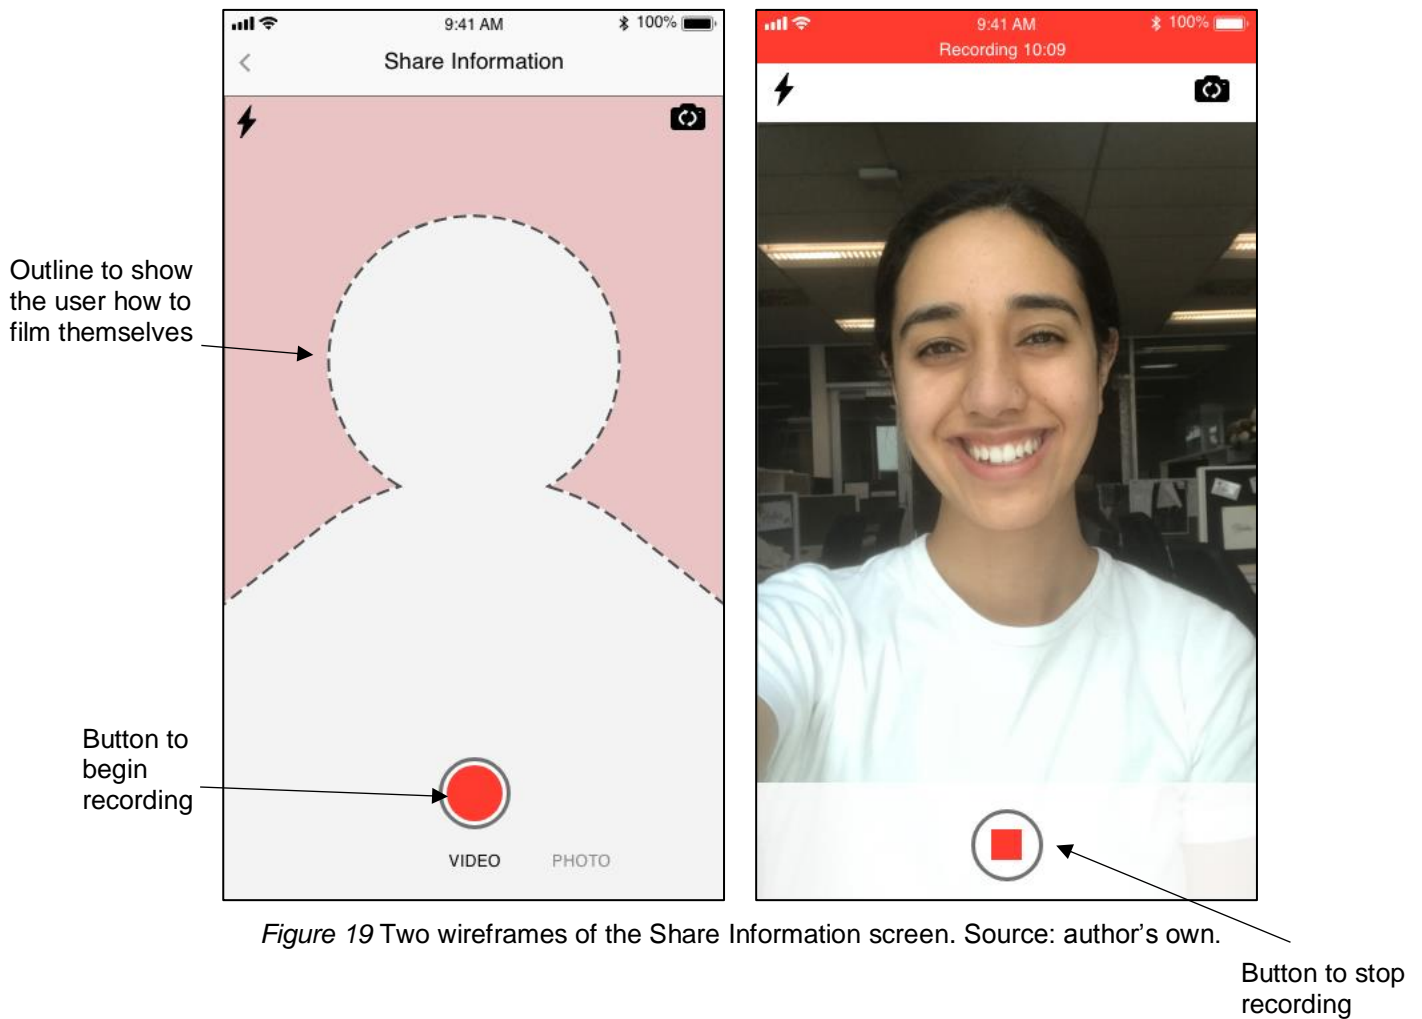 9:41 AM
100%
Share Information
Outline to show
the user how to
film themselves
Button to
begin
recording
VIDEO PHOTO
9:41 AM
100%
Recording 10:09
Figure 19 Two wireframes of the Share Information screen. Source: author's own.
Button to stop
recording